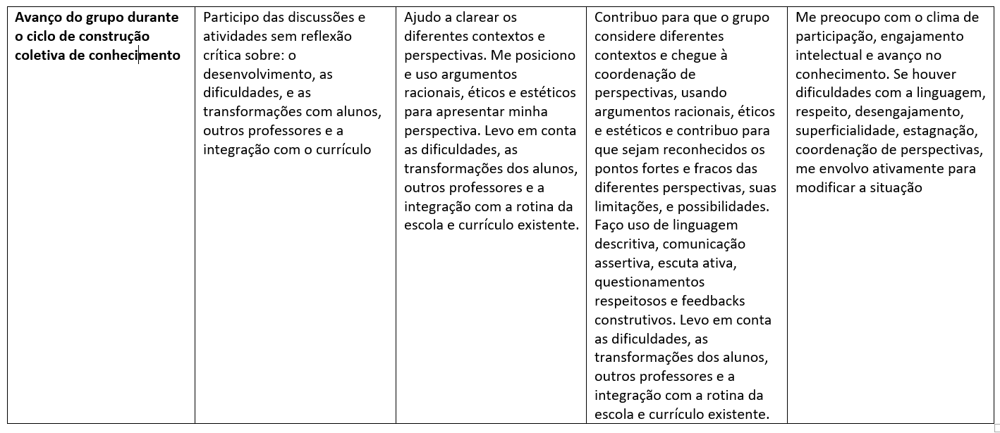 Avanço do grupo durante
o ciclo de construção
coletiva de conhecimento
Participo das discussões e
atividades sem reflexão
crítica sobre: o
desenvolvimento, as
dificuldades, e as
transformações com alunos,
outros professores e a
integração com o currículo
Ajudo a clarear os
diferentes contextos e
perspectivas. Me posiciono
e uso argumentos
racionais, éticos e estéticos
para apresentar minha
perspectiva. Levo em conta
as dificuldades, as
transformações dos alunos,
outros professores e a
integração com a rotina da
escola e currículo existente.
Contribuo para que o grupo
considere diferentes
contextos e chegue à
coordenação de
perspectivas, usando
argumentos racionais, éticos
e estéticos e contribuo para
que sejam reconhecidos os
pontos fortes e fracos das
diferentes perspectivas, suas
limitações, e possibilidades.
Faço uso de linguagem
descritiva, comunicação
assertiva, escuta ativa,
questionamentos
respeitosos e feedbacks
construtivos. Levo em conta
as dificuldades, as
transformações dos alunos,
outros professores e a
integração com a rotina da
escola e currículo existente.
Me preocupo com o clima de
participação, engajamento
intelectual e avanço no
conhecimento. Se houver
dificuldades com a linguagem,
respeito, desengajamento,
superficialidade, estagnação,
coordenação de perspectivas,
me envolvo ativamente para
modificar a situação